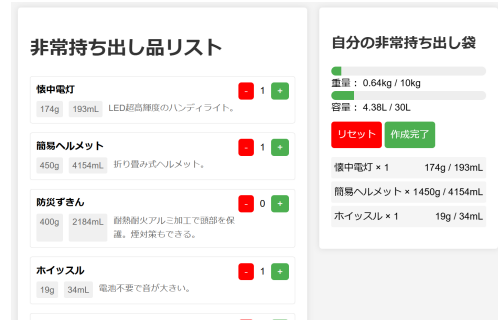 非常持ち出し品リスト
懐中電灯
174g 193mL LED超高輝度のハンディライト。
- 1 +
簡易ヘルメット
450g 4154mL 折り畳み式ヘルメット。
- 1 +
防災ずきん
400g 2184mL 耐熱耐火アルミ加工で頭部を保
護。煙対策もできる。
- 0 +
ホイッスル
19g 34mL 電池不要で音が大きい。
- 1 +
自分の非常持ち出し袋
重量： 0.64kg / 10kg
容量： 4.38L / 30L
リセット 作成完了
懐中電灯 × 1 174g / 193mL
簡易ヘルメット × 1 450g / 4154mL
ホイッスル × 1 19g / 34mL